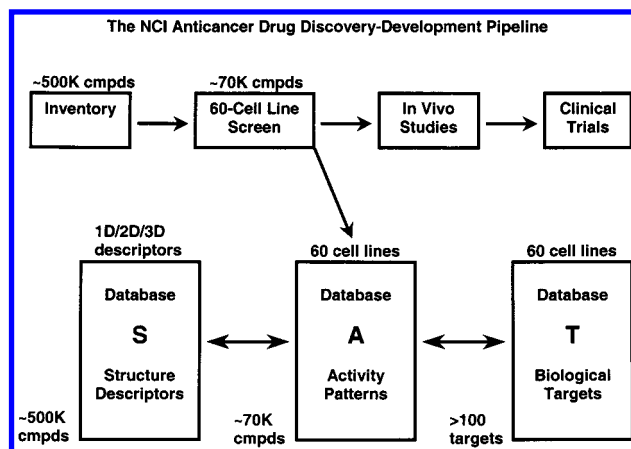 The NCI Anticancer Drug Discovery-Development Pipeline
~500K cmpds
Inventory
~70K cmpds
60-Cell Line
Screen
In Vivo
Studies
Clinical
Trials
1D/2D/3D
descriptors
Database
S
Structure
Descriptors
~500K
cmpds
60 cell lines
Database
A
Activity
Patterns
~70K
cmpds
60 cell lines
Database
T
Biological
Targets
>100
targets